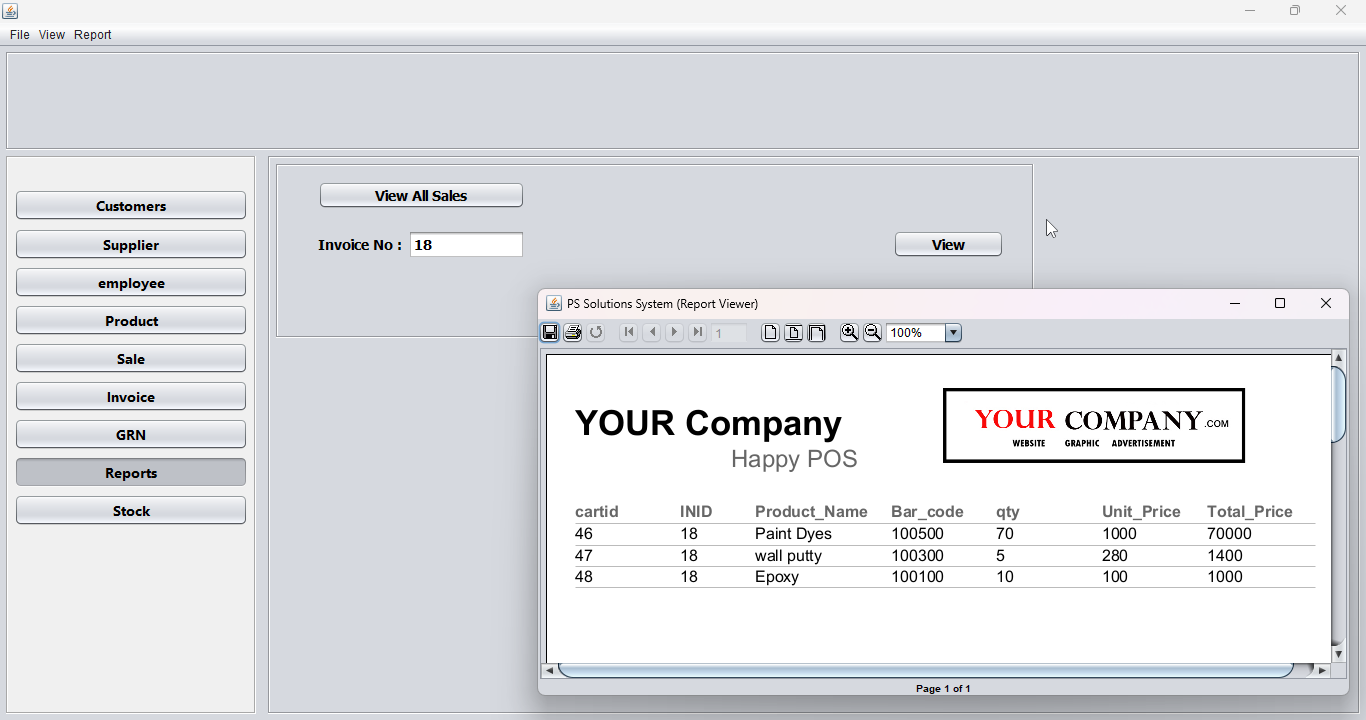 File View Report
View All Sales
Invoice No : 18
View
Customers
Supplier
employee
Product
Sale
Invoice
GRN
Reports
Stock
PS Solutions System (Report Viewer)
1
100%
YOUR Company
Happy POS
YOUR COMPANY.COM
WEBSITE GRAPHIC ADVERTISEMENT
cartid INID Product_Name Bar_code qty Unit_Price Total_Price
46 18 Paint Dyes 100500 70 1000 70000
47 18 wall putty 100300 5 280 1400
48 18 Epoxy 100100 10 100 1000
Page 1 of 1